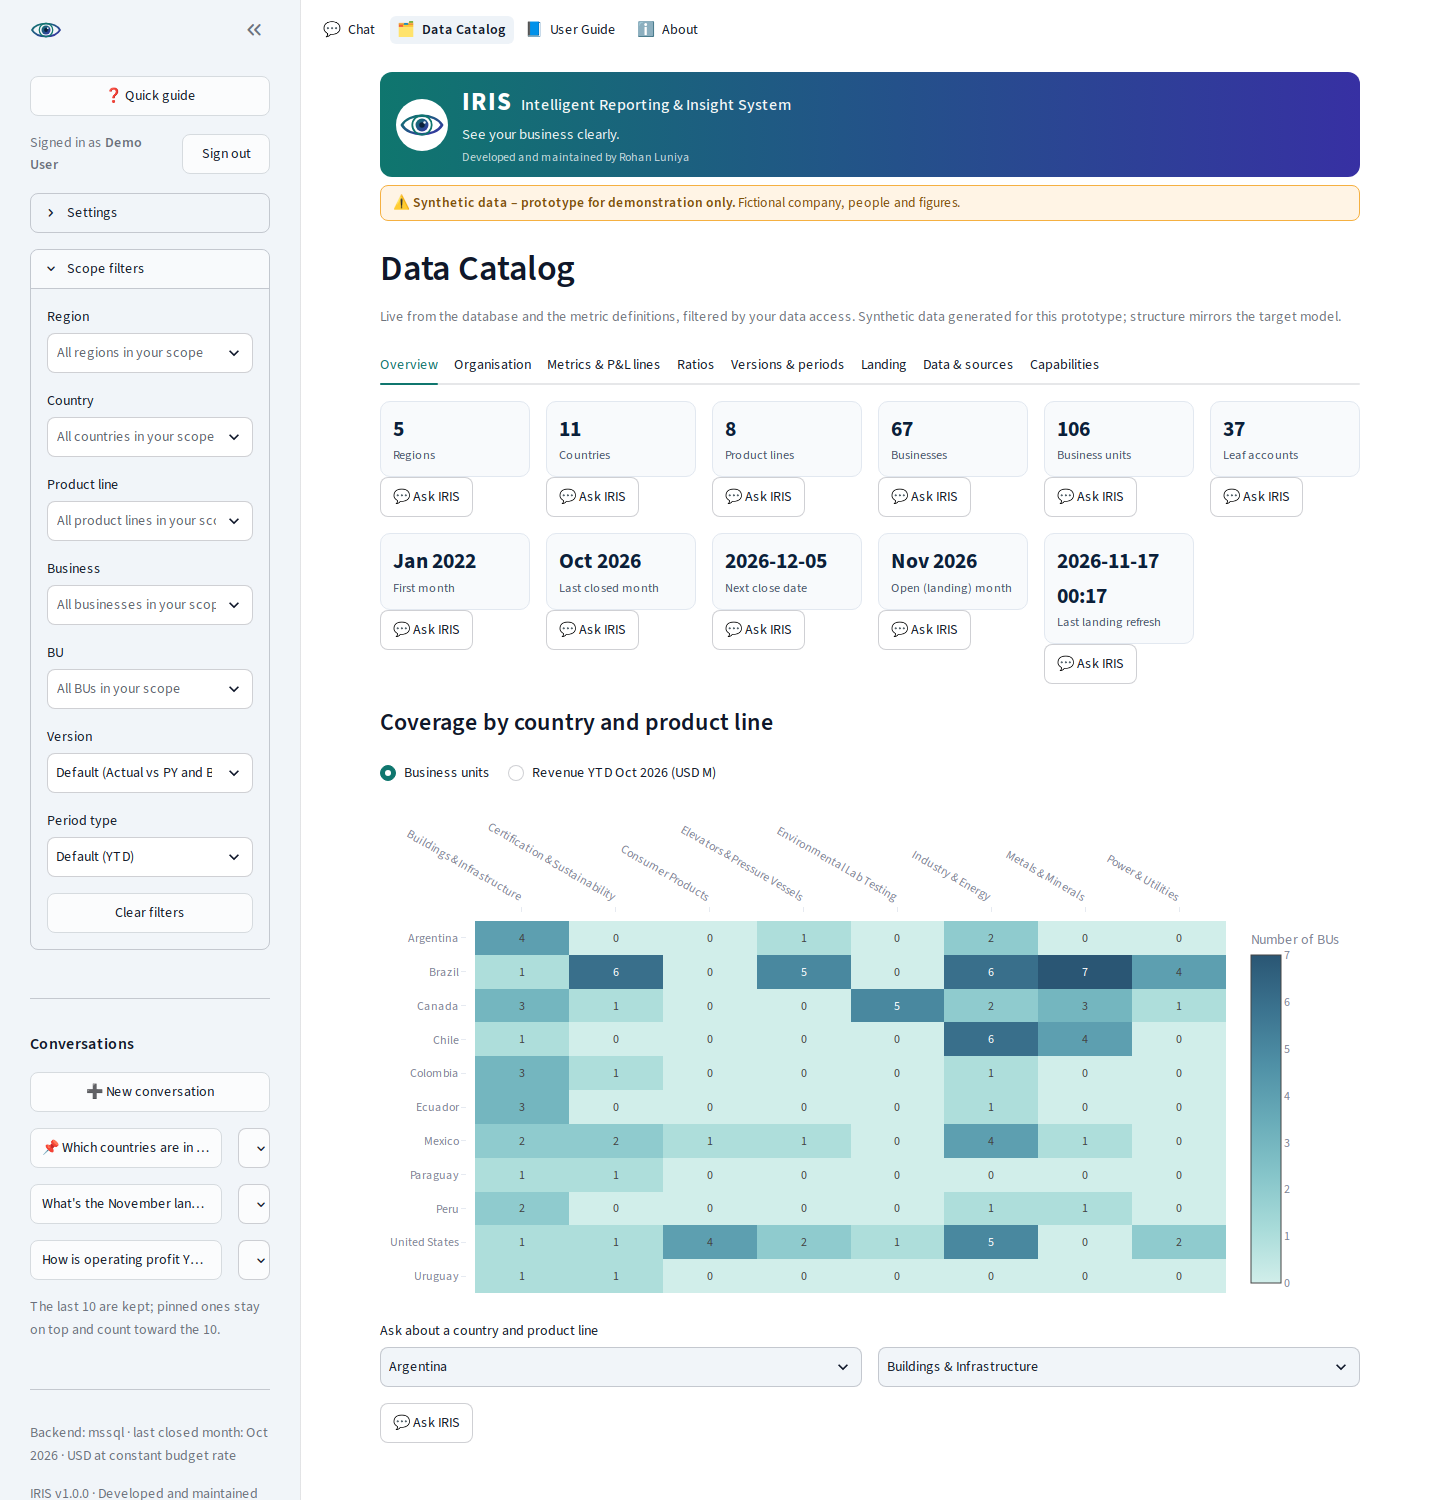 ❓ Quick guide
Signed in as Demo User
Sign out
Settings
Scope filters
Region
All regions in your scope
Country
All countries in your scope
Product line
All product lines in your sco
Business
All businesses in your scop
BU
All BUs in your scope
Version
Default (Actual vs PY and B
Period type
Default (YTD)
Clear filters
Conversations
➕ New conversation
📌 Which countries are in …
What's the November lan…
How is operating profit Y…
The last 10 are kept; pinned ones stay
on top and count toward the 10.
Backend: mssql · last closed month: Oct
2026 · USD at constant budget rate
IRIS v1.0.0 · Developed and maintained
💬 Chat
🗂️ Data Catalog
📘 User Guide
ℹ️ About
IRIS Intelligent Reporting & Insight System
See your business clearly.
Developed and maintained by Rohan Luniya
⚠️ Synthetic data – prototype for demonstration only. Fictional company, people and figures.
Data Catalog
Live from the database and the metric definitions, filtered by your data access. Synthetic data generated for this prototype; structure mirrors the target model.
Overview Organisation Metrics & P&L lines Ratios Versions & periods Landing Data & sources Capabilities
5
Regions
💬 Ask IRIS
11
Countries
💬 Ask IRIS
8
Product lines
💬 Ask IRIS
67
Businesses
💬 Ask IRIS
106
Business units
💬 Ask IRIS
37
Leaf accounts
💬 Ask IRIS
Jan 2022
First month
💬 Ask IRIS
Oct 2026
Last closed month
💬 Ask IRIS
2026-12-05
Next close date
💬 Ask IRIS
Nov 2026
Open (landing) month
💬 Ask IRIS
2026-11-17
00:17
Last landing refresh
💬 Ask IRIS
Coverage by country and product line
Business units
Revenue YTD Oct 2026 (USD M)
Buildings & Infrastructure
Certification & Sustainability
Consumer Products
Elevators & Pressure Vessels
Environmental Lab Testing
Industry & Energy
Metals & Minerals
Power & Utilities
Argentina 4 0 0 1 0 2 0 0
Brazil 1 6 0 5 0 6 7 4
Canada 3 1 0 0 5 2 3 1
Chile 1 0 0 0 0 6 4 0
Colombia 3 1 0 0 0 1 0 0
Ecuador 3 0 0 0 0 1 0 0
Mexico 2 2 1 1 0 4 1 0
Paraguay 1 1 0 0 0 0 0 0
Peru 2 0 0 0 0 1 1 0
United States 1 1 4 2 1 5 0 2
Uruguay 1 1 0 0 0 0 0 0
Number of BUs
7
6
5
4
3
2
1
0
Ask about a country and product line
Argentina
Buildings & Infrastructure
💬 Ask IRIS